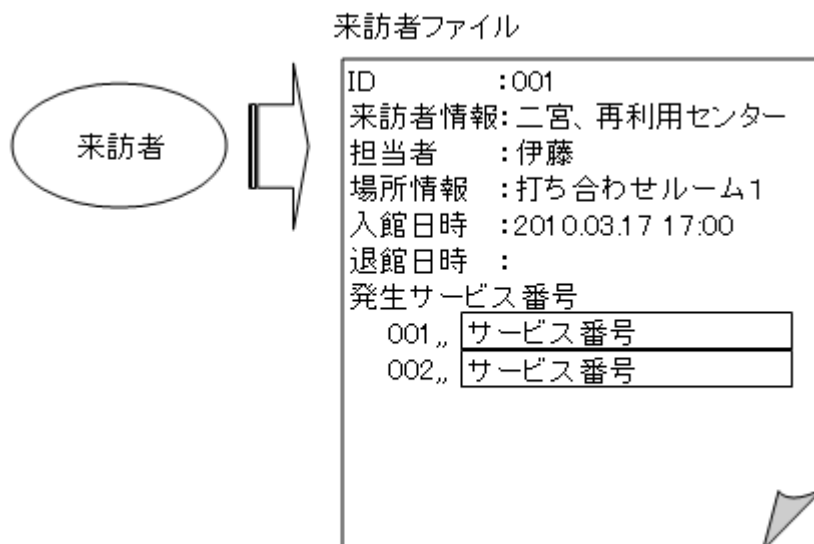 来訪者ファイル
来訪者
ID :001
来訪者情報:二宮、再利用センター
担当者 :伊藤
場所情報 :打ち合わせルーム1
入館日時 :2010.03.17 17:00
退館日時 :
発生サービス番号
001,, サービス番号
002,, サービス番号